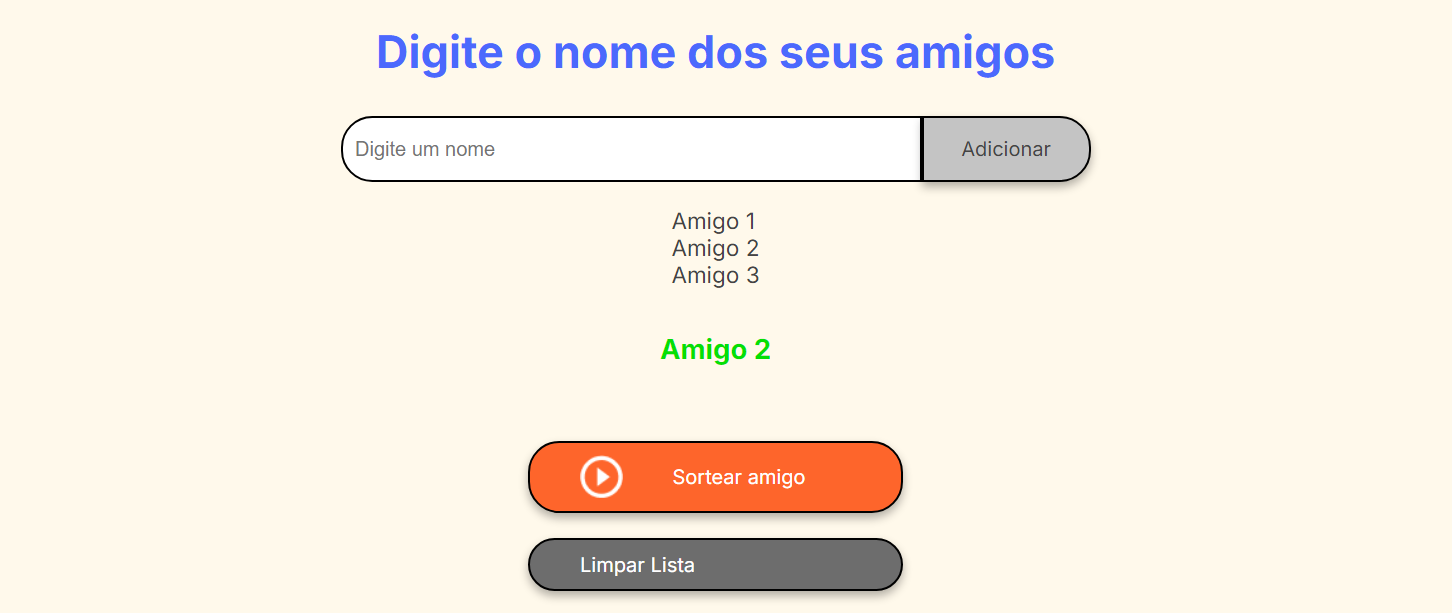 Digite o nome dos seus amigos
Digite um nome
Adicionar
Amigo 1
Amigo 2
Amigo 3
Amigo 2
Sortear amigo
Limpar Lista